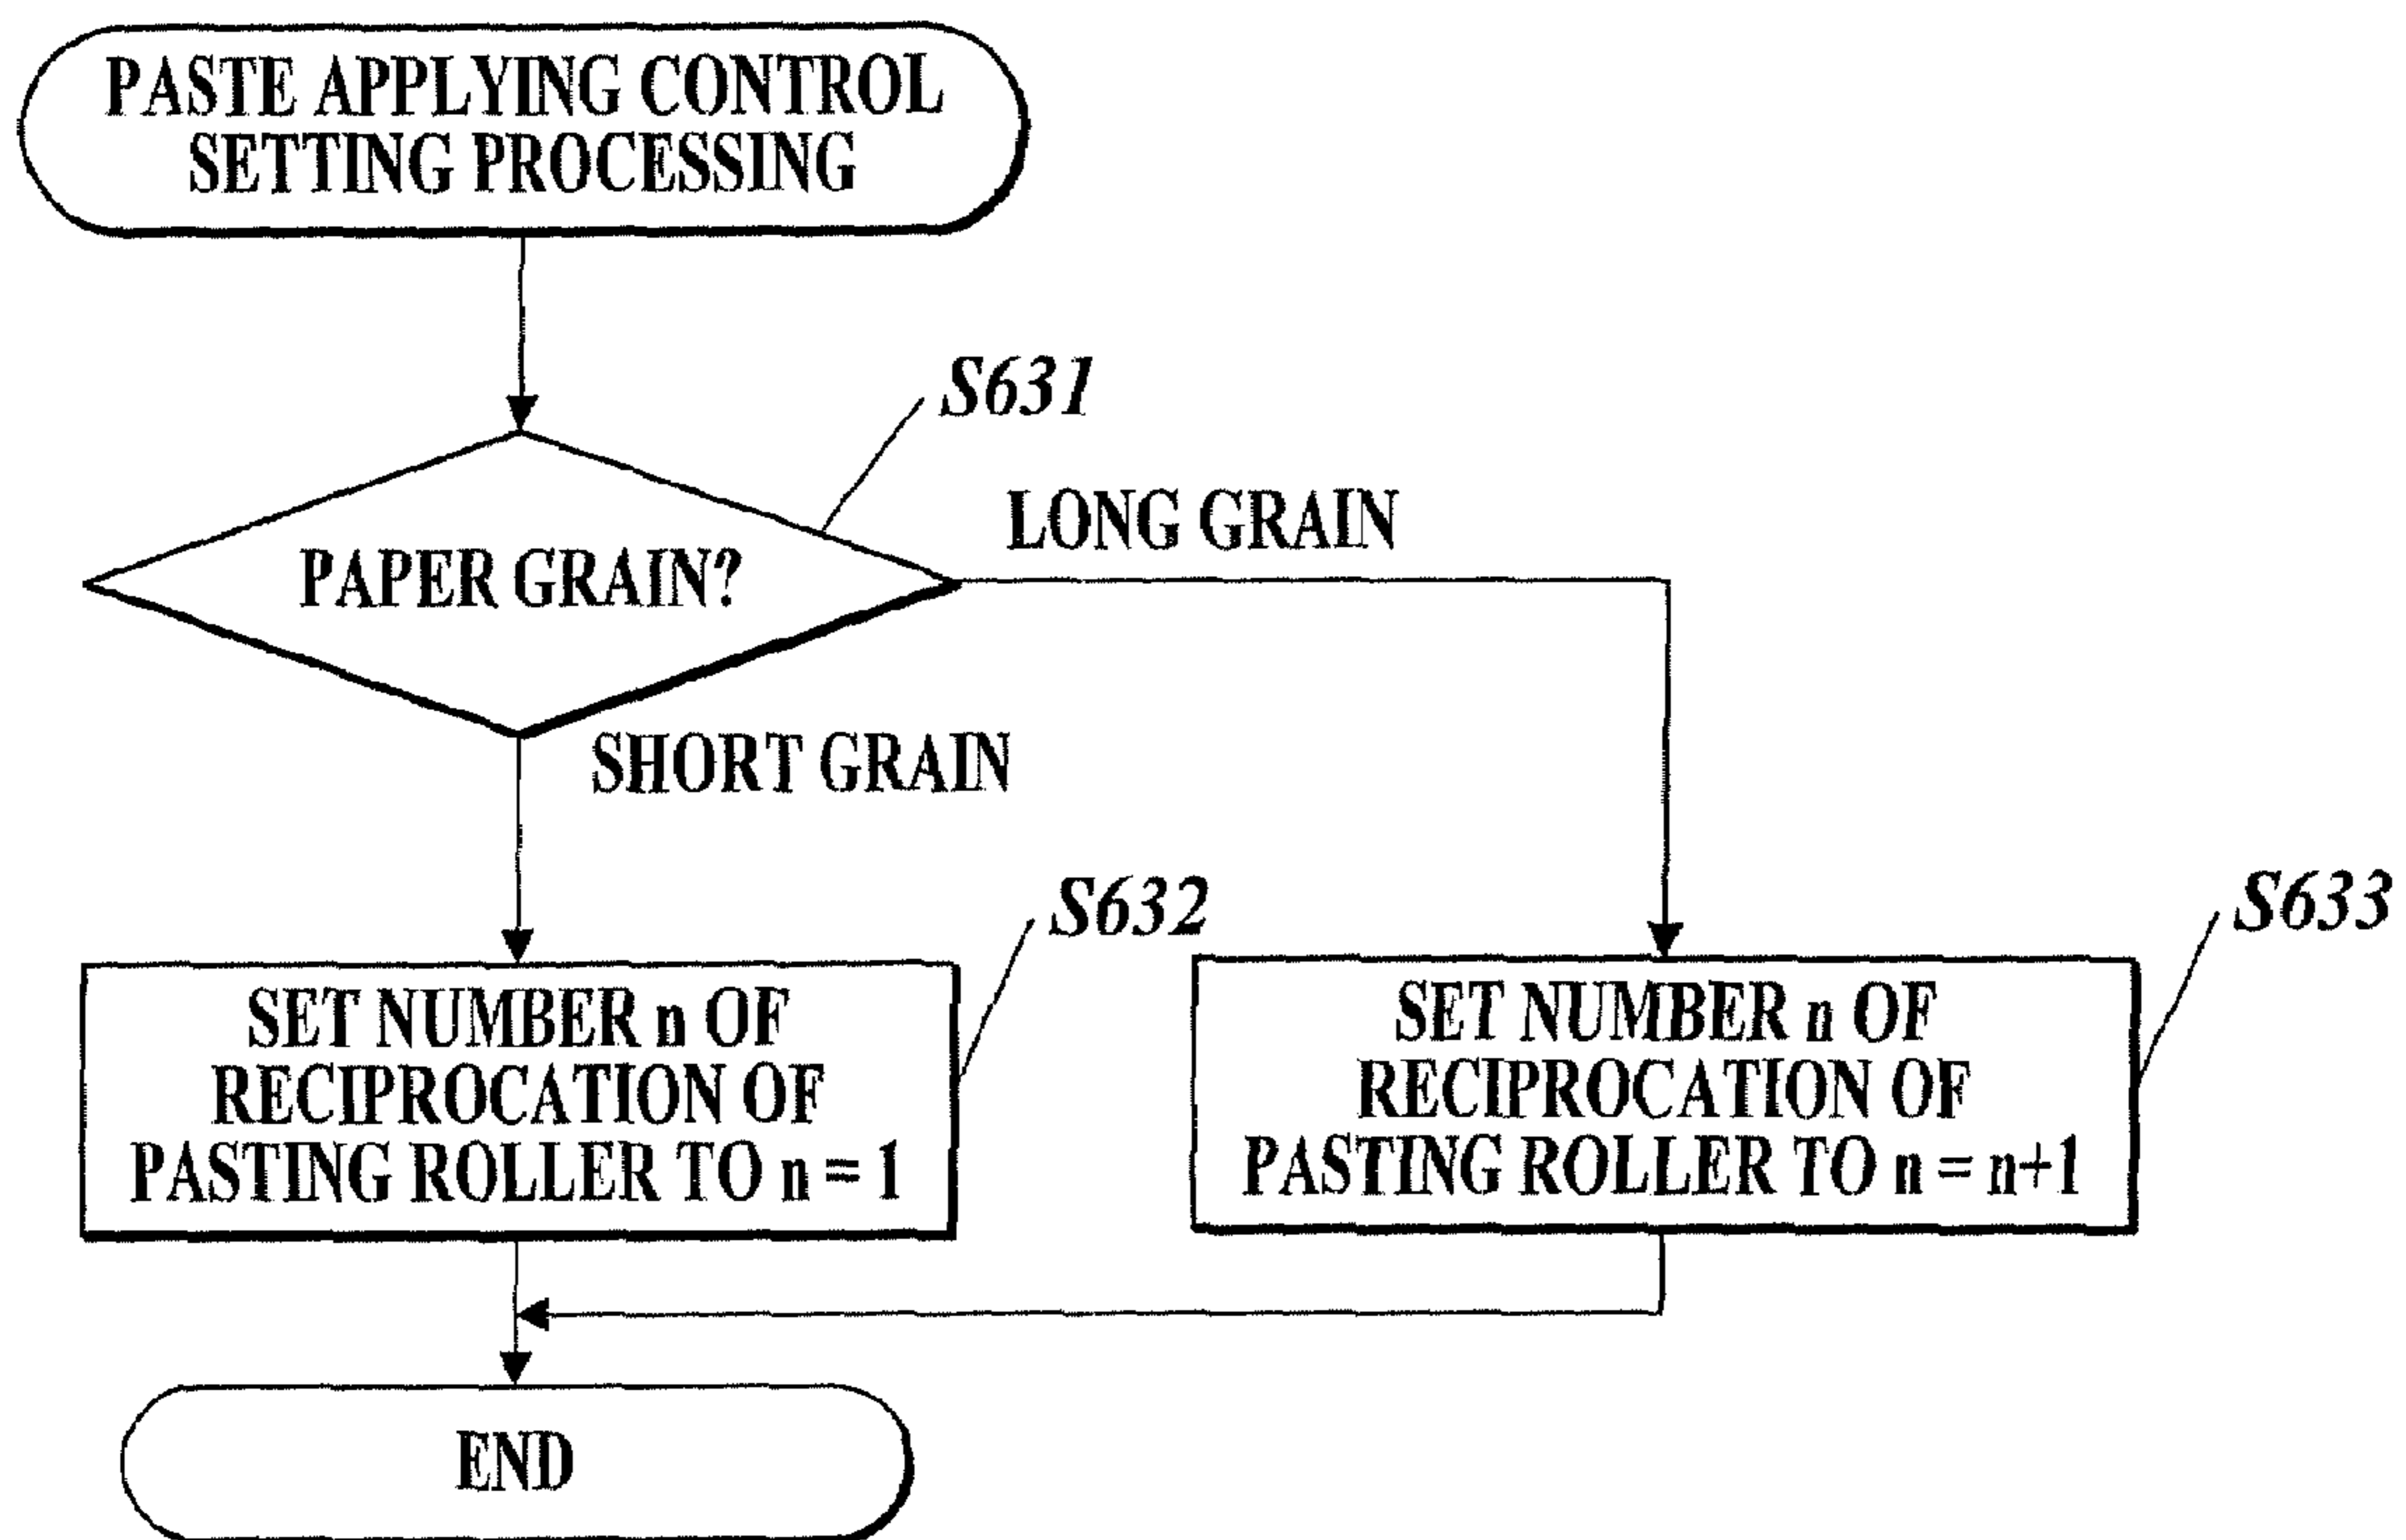 PASTE APPLYING CONTROL
SETTING PROCESSING
S631
LONG GRAIN
PAPER GRAIN?
SHORT GRAIN
S632
S633
SET NUMBER n OF
RECIPROCATION OF
PASTING ROLLER TO n = 1
SET NUMBER n OF
RECIPROCATION OF
PASTING ROLLER TO n = n+1
END